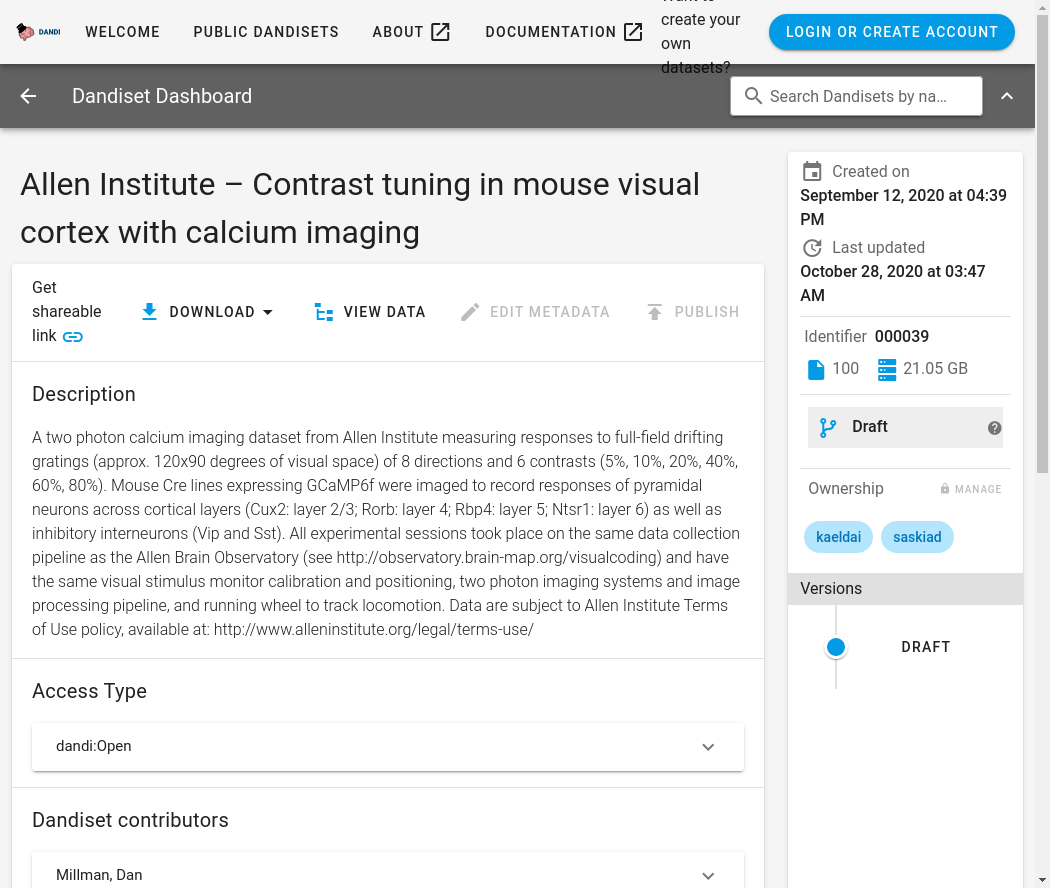 DANDI
WELCOME
PUBLIC DANDISETS
ABOUT
DOCUMENTATION
Want to
create your
own
datasets?
LOGIN OR CREATE ACCOUNT
Dandiset Dashboard
Search Dandisets by na…
Allen Institute – Contrast tuning in mouse visual
cortex with calcium imaging
Get
shareable
link
DOWNLOAD
VIEW DATA
EDIT METADATA
PUBLISH
Description
A two photon calcium imaging dataset from Allen Institute measuring responses to full-field drifting
gratings (approx. 120x90 degrees of visual space) of 8 directions and 6 contrasts (5%, 10%, 20%, 40%,
60%, 80%). Mouse Cre lines expressing GCaMP6f were imaged to record responses of pyramidal
neurons across cortical layers (Cux2: layer 2/3; Rorb: layer 4; Rbp4: layer 5; Ntsr1: layer 6) as well as
inhibitory interneurons (Vip and Sst). All experimental sessions took place on the same data collection
pipeline as the Allen Brain Observatory (see http://observatory.brain-map.org/visualcoding) and have
the same visual stimulus monitor calibration and positioning, two photon imaging systems and image
processing pipeline, and running wheel to track locomotion. Data are subject to Allen Institute Terms
of Use policy, available at: http://www.alleninstitute.org/legal/terms-use/
Access Type
dandi:Open
Dandiset contributors
Millman, Dan
Created on
September 12, 2020 at 04:39
PM
Last updated
October 28, 2020 at 03:47
AM
Identifier 000039
100
21.05 GB
Draft
Ownership
MANAGE
kaeldai
saskiad
Versions
DRAFT